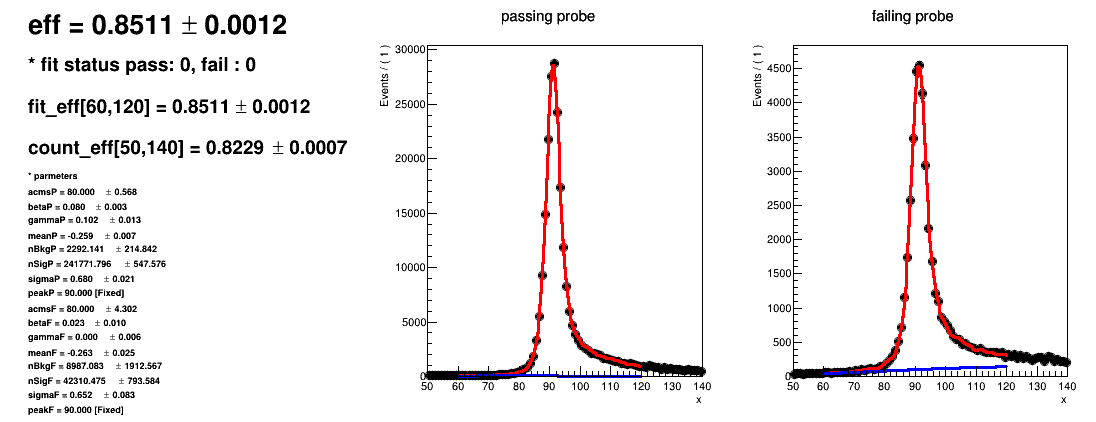 eff = 0.8511 ± 0.0012
* fit status pass: 0, fail : 0
fit_eff[60,120] = 0.8511 ± 0.0012
count_eff[50,140] = 0.8229 ± 0.0007
* parmeters
acmsP = 80.000 ± 0.568
betaP = 0.080 ± 0.003
gammaP = 0.102 ± 0.013
meanP = -0.259 ± 0.007
nBkgP = 2292.141 ± 214.842
nSigP = 241771.796 ± 547.576
sigmaP = 0.680 ± 0.021
peakP = 90.000 [Fixed]
acmsF = 80.000 ± 4.302
betaF = 0.023 ± 0.010
gammaF = 0.000 ± 0.006
meanF = -0.263 ± 0.025
nBkgF = 8987.083 ± 1912.567
nSigF = 42310.475 ± 793.584
sigmaF = 0.652 ± 0.083
peakF = 90.000 [Fixed]
passing probe
Events / ( 1 )
30000
25000
20000
15000
10000
5000
0
50 60 70 80 90 100 110 120 130 140
x
failing probe
Events / ( 1 )
4500
4000
3500
3000
2500
2000
1500
1000
500
0
50 60 70 80 90 100 110 120 130 140
x